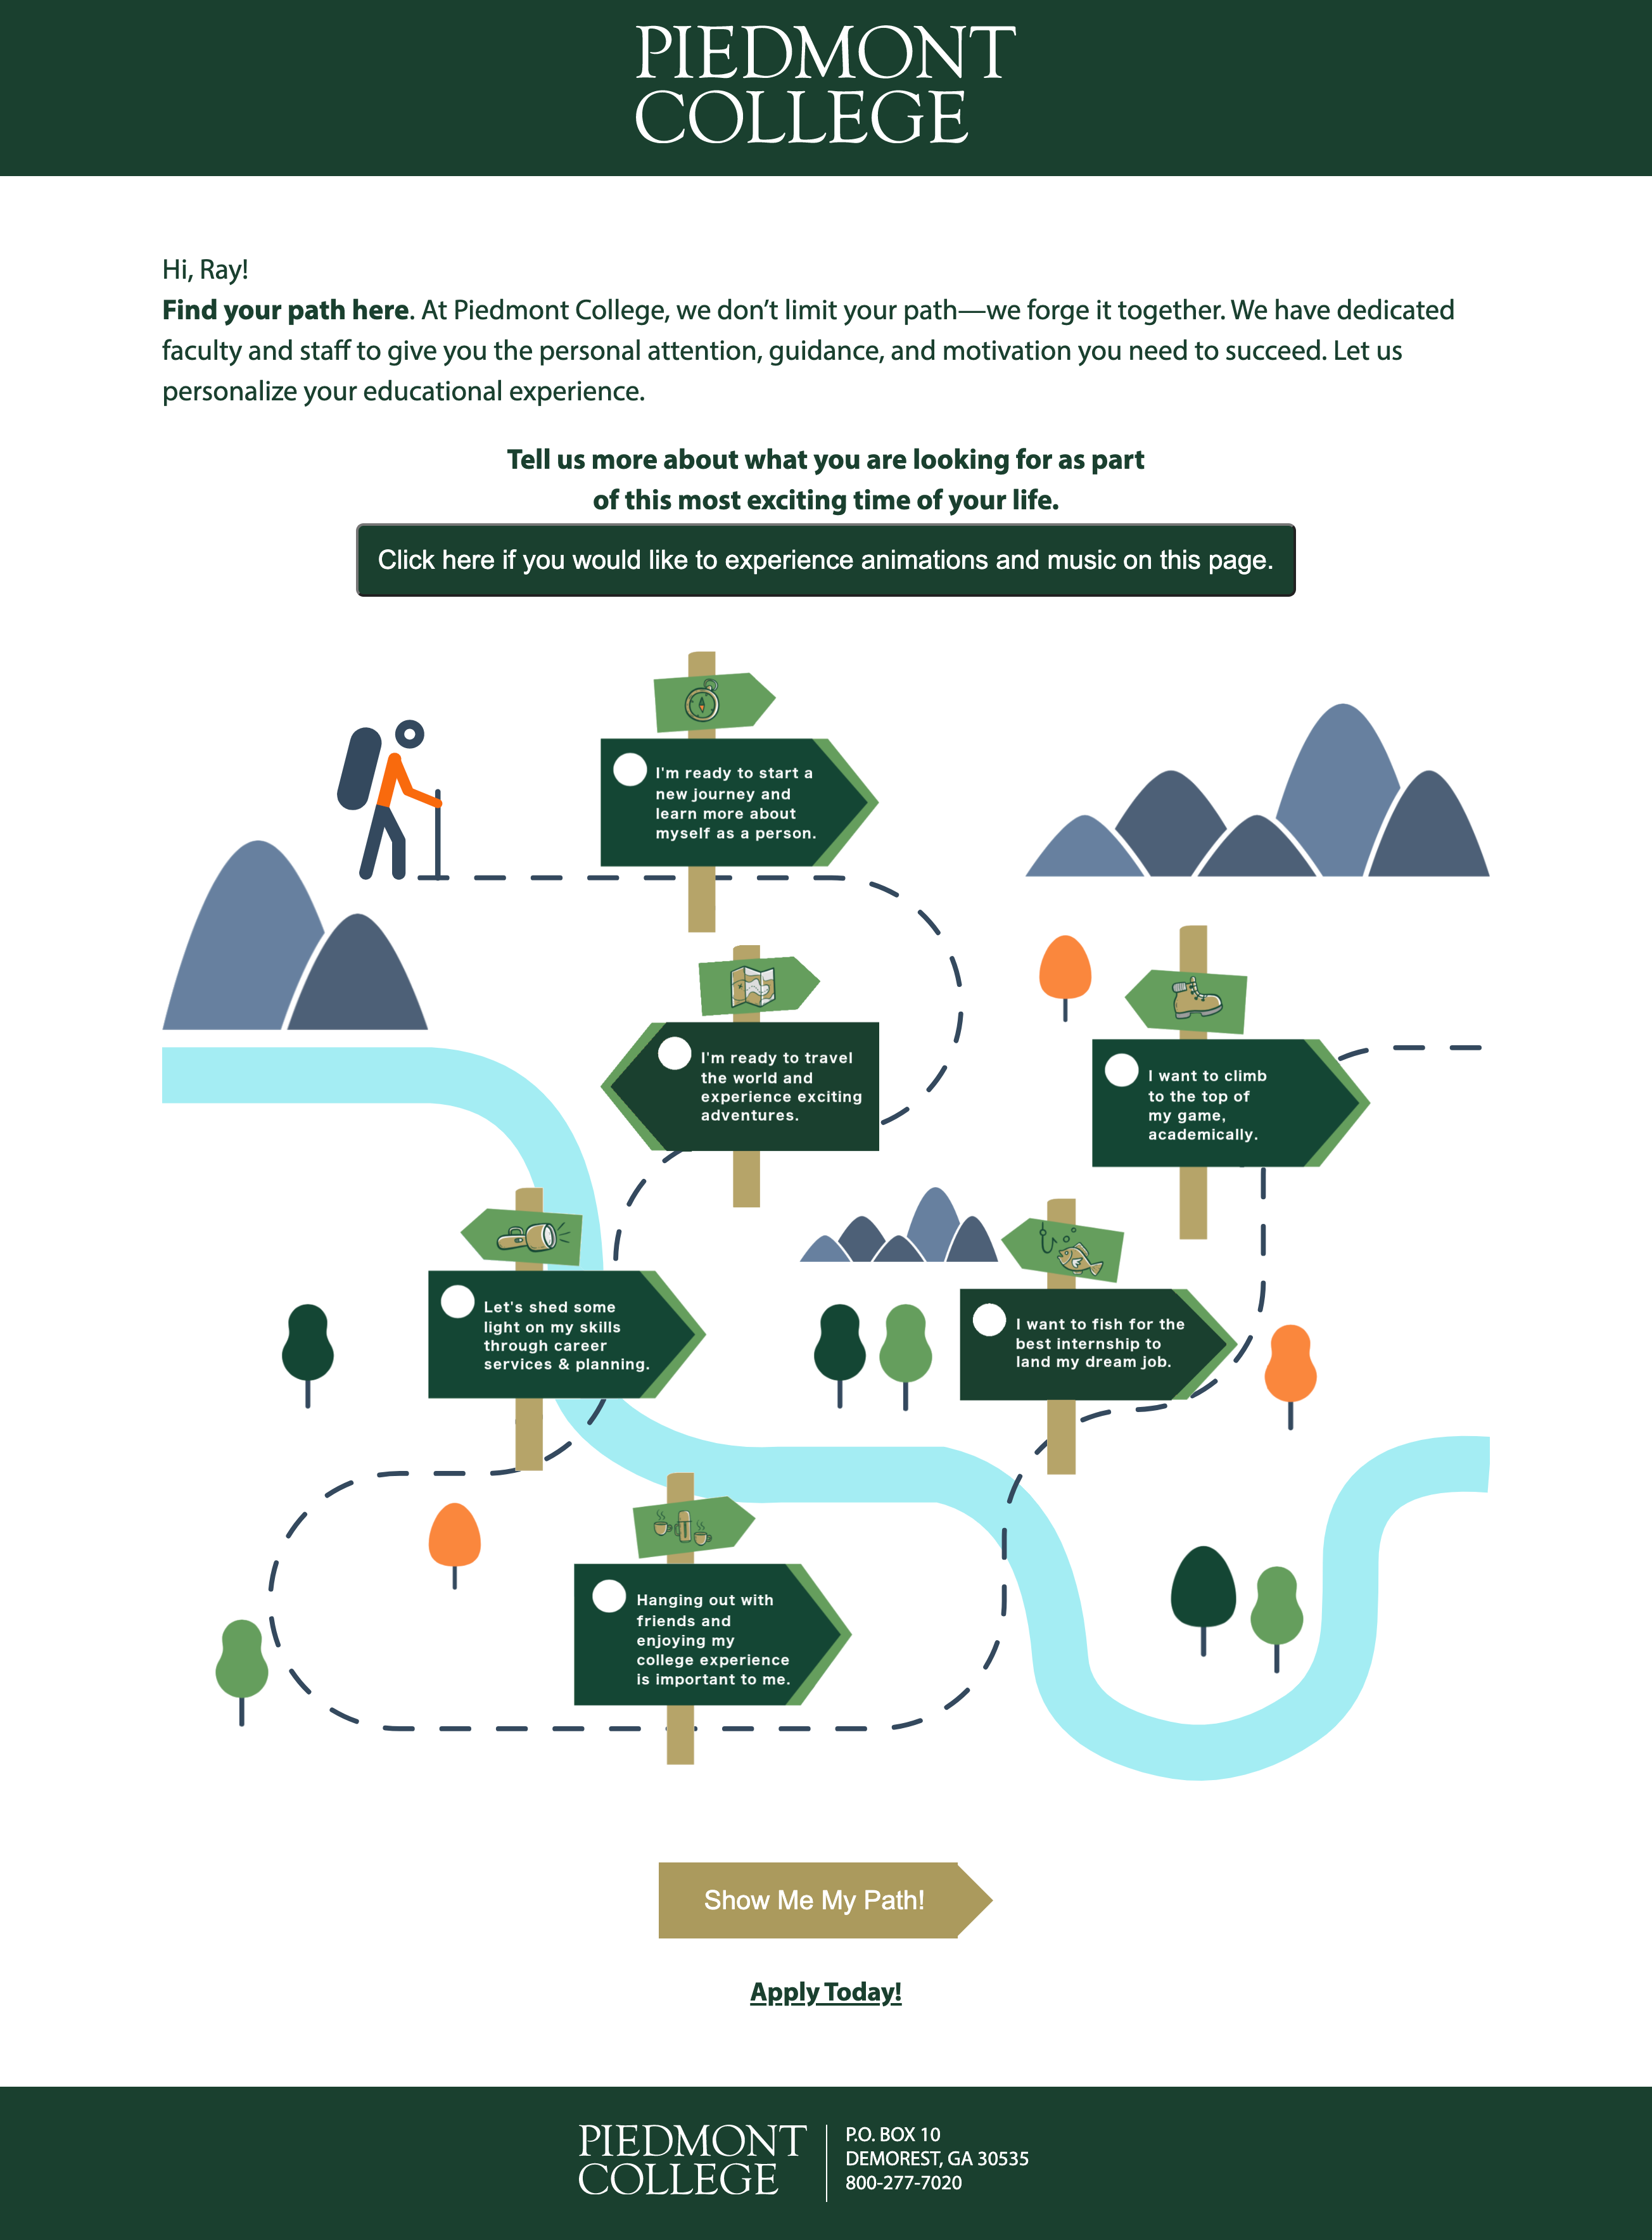 PIEDMONT
COLLEGE
Hi, Ray!
Find your path here. At Piedmont College, we don’t limit your path—we forge it together. We have dedicated
faculty and staff to give you the personal attention, guidance, and motivation you need to succeed. Let us
personalize your educational experience.
Tell us more about what you are looking for as part
of this most exciting time of your life.
Click here if you would like to experience animations and music on this page.
I'm ready to start a
new journey and
learn more about
myself as a person.
I'm ready to travel
the world and
experience exciting
adventures.
I want to climb
to the top of
my game,
academically.
Let's shed some
light on my skills
through career
services & planning.
I want to fish for the
best internship to
land my dream job.
Hanging out with
friends and
enjoying my
college experience
is important to me.
Show Me My Path!
Apply Today!
PIEDMONT
COLLEGE
P.O. BOX 10
DEMOREST, GA 30535
800-277-7020